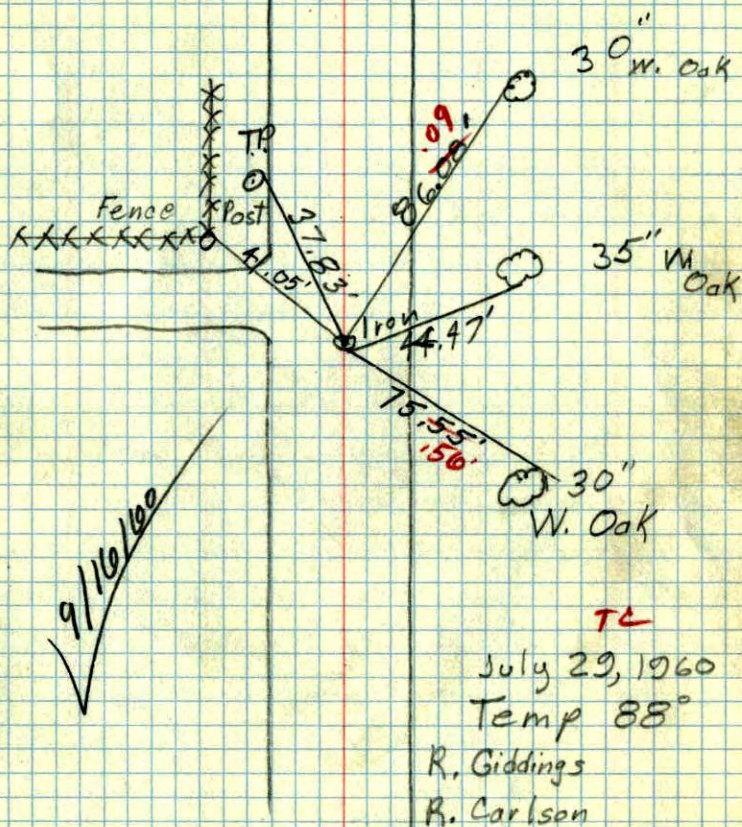 30" W. Oak
.09
86.08'
T.P.
Fence Post
37.83'
41.05'
35" W. Oak
Iron
44.47'
75.55'
.56
30"
W. Oak
9/16/60
TC
July 29, 1960
Temp 88°
R. Giddings
R. Carlson